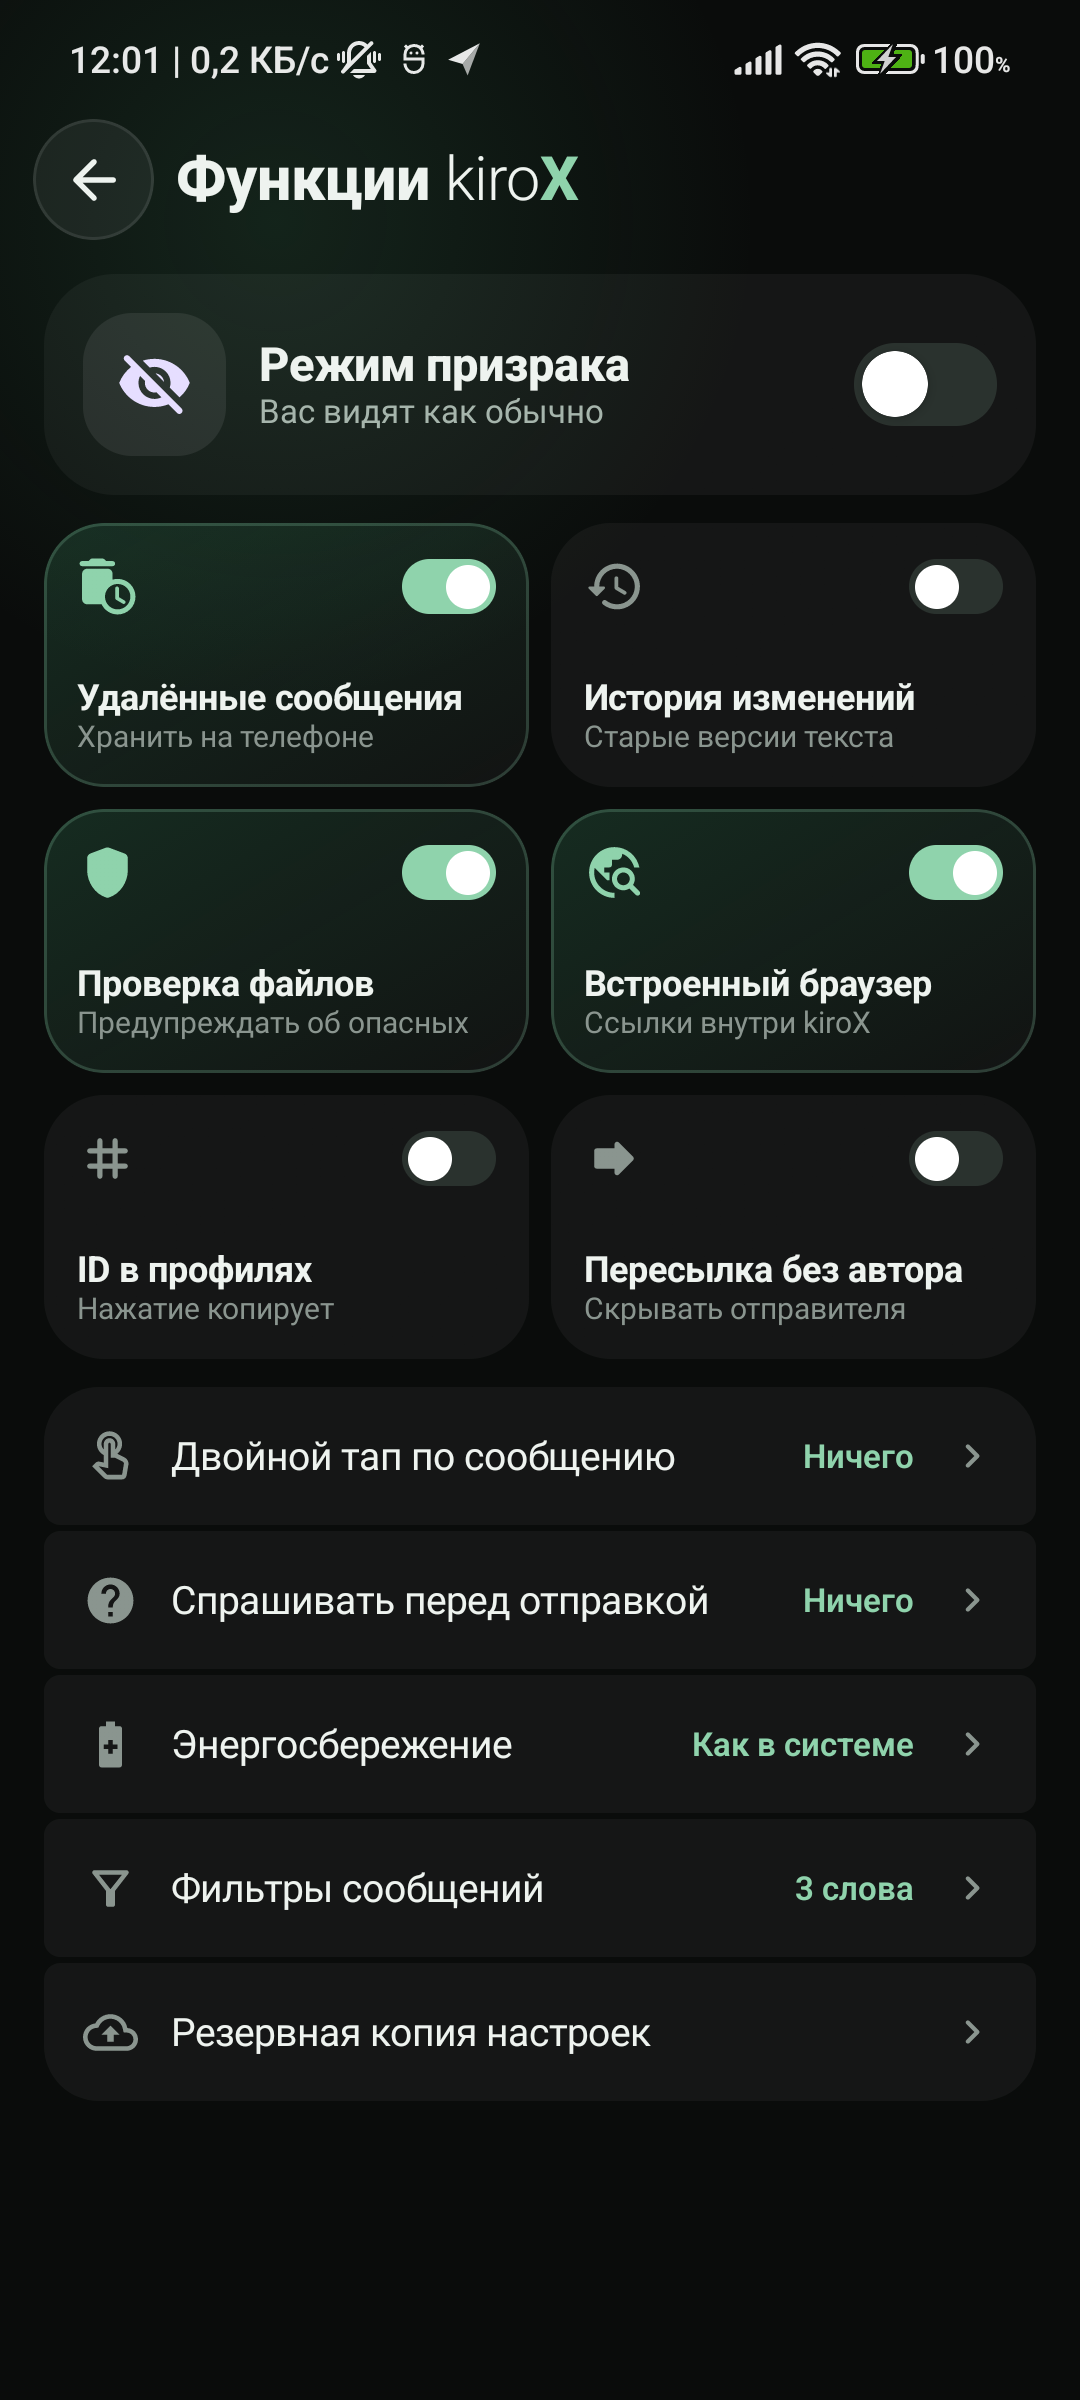 12:01 | 0,2 КБ/с
100%
Функции kiroX
Режим призрака
Вас видят как обычно
Удалённые сообщения
Хранить на телефоне
История изменений
Старые версии текста
Проверка файлов
Предупреждать об опасных
Встроенный браузер
Ссылки внутри kiroX
ID в профилях
Нажатие копирует
Пересылка без автора
Скрывать отправителя
Двойной тап по сообщению
Ничего
Спрашивать перед отправкой
Ничего
Энергосбережение
Как в системе
Фильтры сообщений
3 слова
Резервная копия настроек